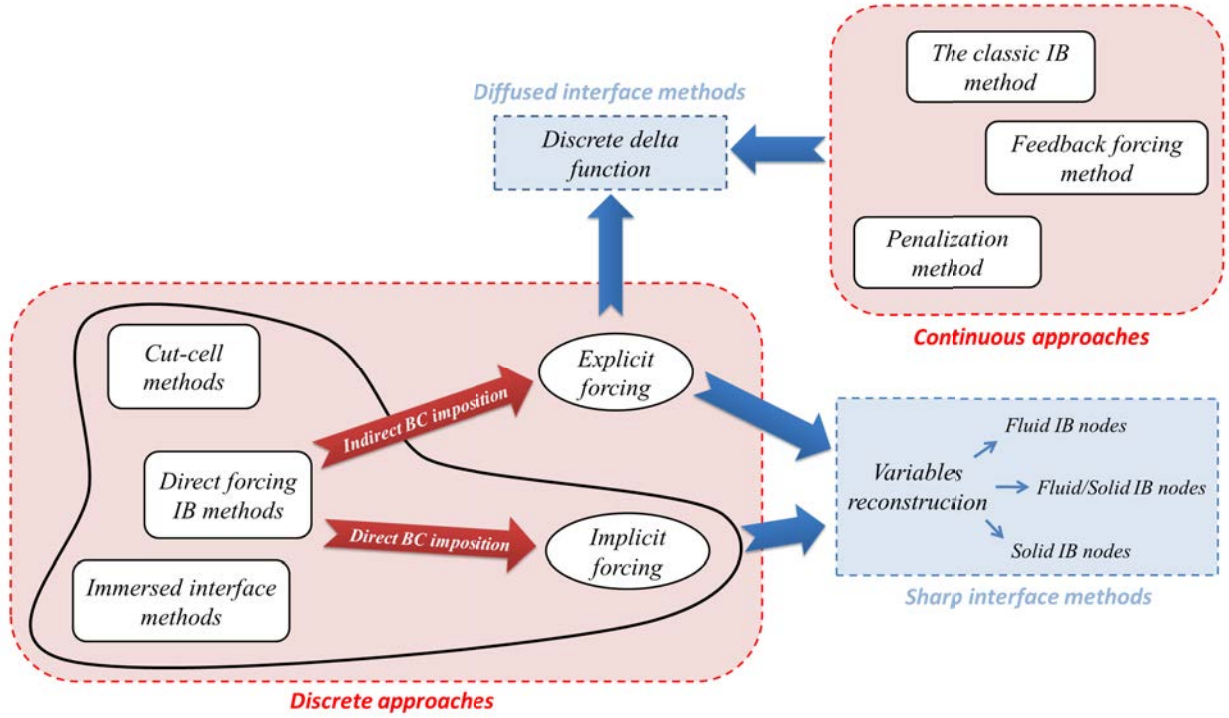 The classic IB
method
Feedback forcing
method
Penalization
method
Continuous approaches
Diffused interface methods
Discrete delta
function
Cut-cell
methods
Direct forcing
IB methods
Immersed interface
methods
Indirect BC imposition
Direct BC imposition
Explicit
forcing
Implicit
forcing
Discrete approaches
Variables
reconstruction
Fluid IB nodes
Fluid/Solid IB nodes
Solid IB nodes
Sharp interface methods